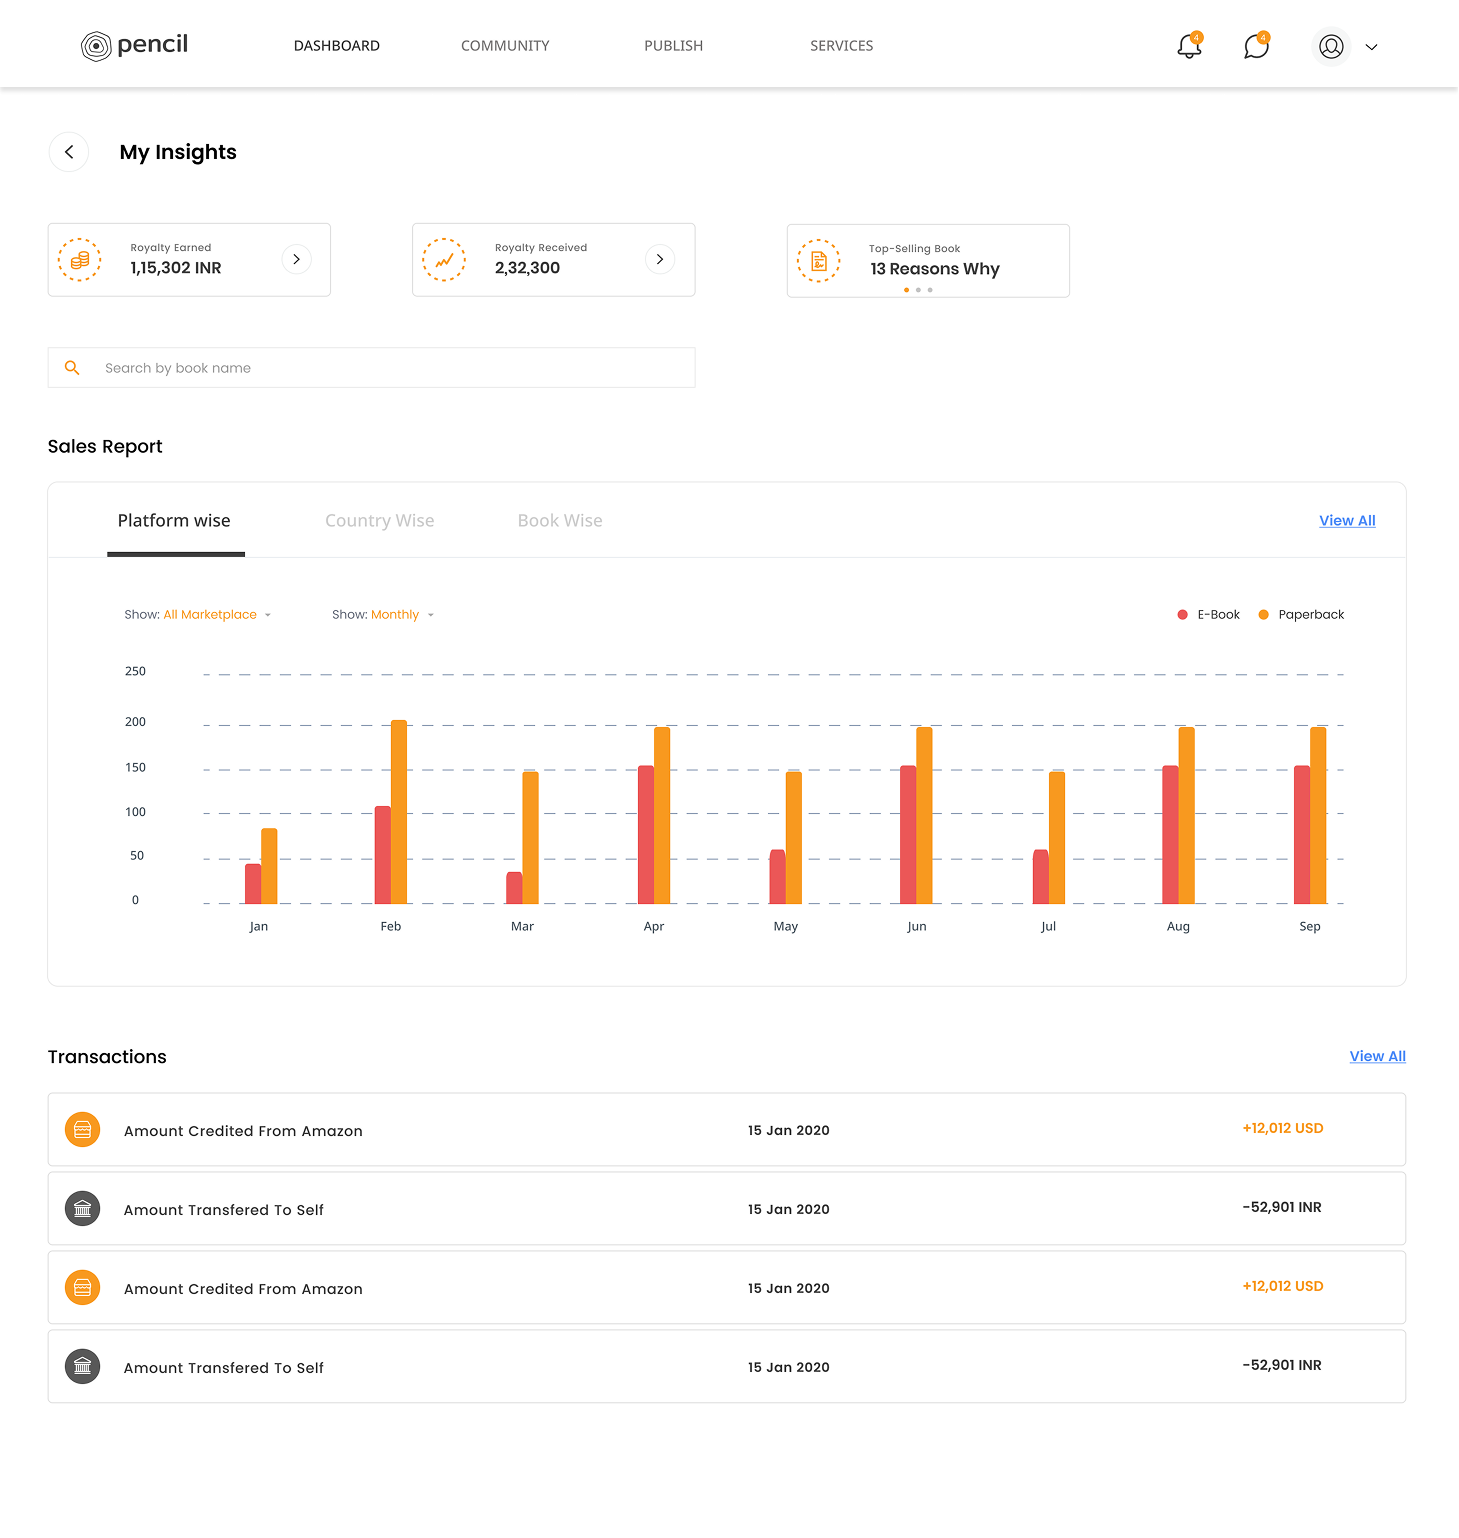 pencil
DASHBOARD COMMUNITY PUBLISH SERVICES 4 4
My Insights
Royalty Earned
1,15,302 INR
Royalty Received
2,32,300
Top-Selling Book
13 Reasons Why
Search by book name
Sales Report
Platform wise Country Wise Book Wise View All
Show: All Marketplace Show: Monthly E-Book Paperback
250
200
150
100
50
0
Jan Feb Mar Apr May Jun Jul Aug Sep
Transactions View All
Amount Credited From Amazon 15 Jan 2020 +12,012 USD
Amount Transfered To Self 15 Jan 2020 -52,901 INR
Amount Credited From Amazon 15 Jan 2020 +12,012 USD
Amount Transfered To Self 15 Jan 2020 -52,901 INR